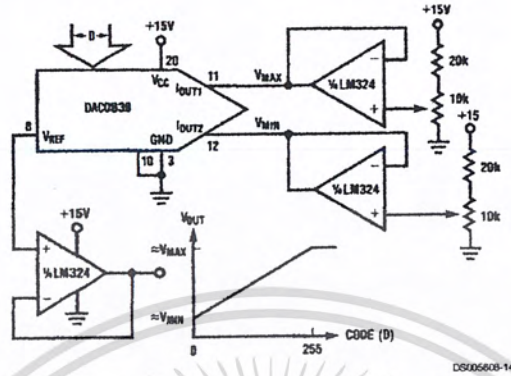 +15V
D
+15V
20
VCC
11
IOUT1
VMAX
-
¼ LM324
+
20k
10k
DAC0830
8
VREF
IOUT2
VMIN
+15
GND
12
10
3
-
¼ LM324
+
20k
10k
+15V
+
¼ LM324
-
VOUT
≈VMAX
≈VMIN
0
255
CODE (D)
DS005608-14